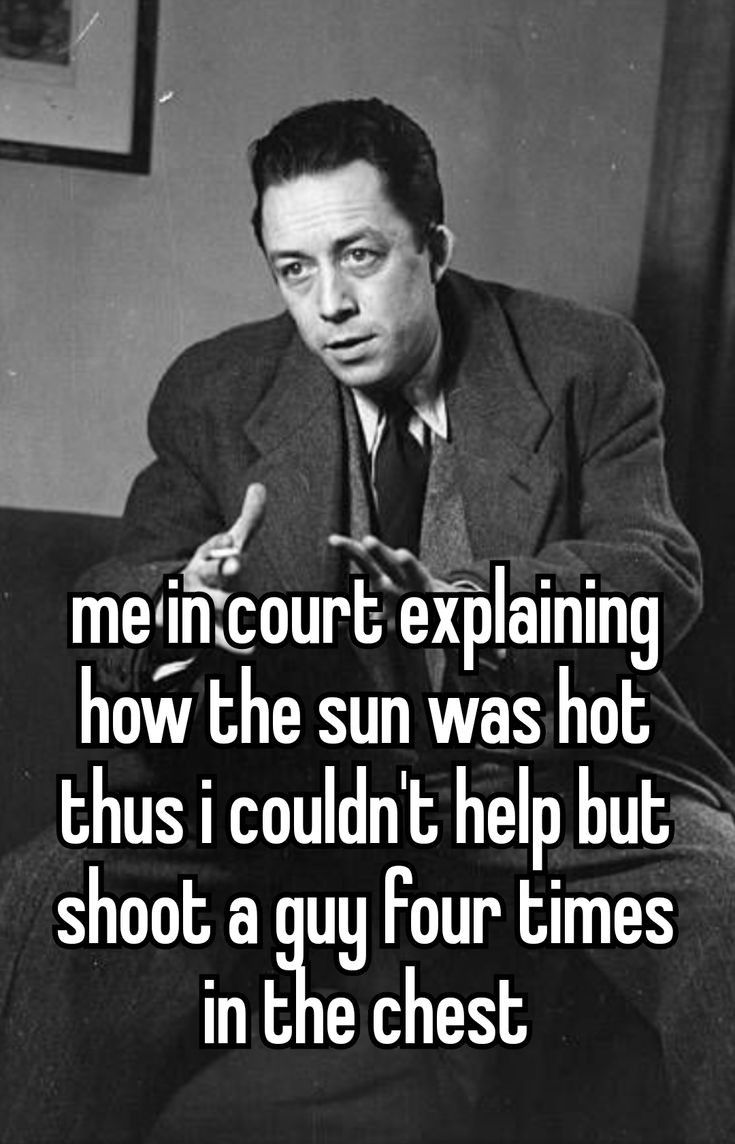 me in court explaining
how the sun was hot
thus i couldn't help but
shoot a guy four times
in the chest